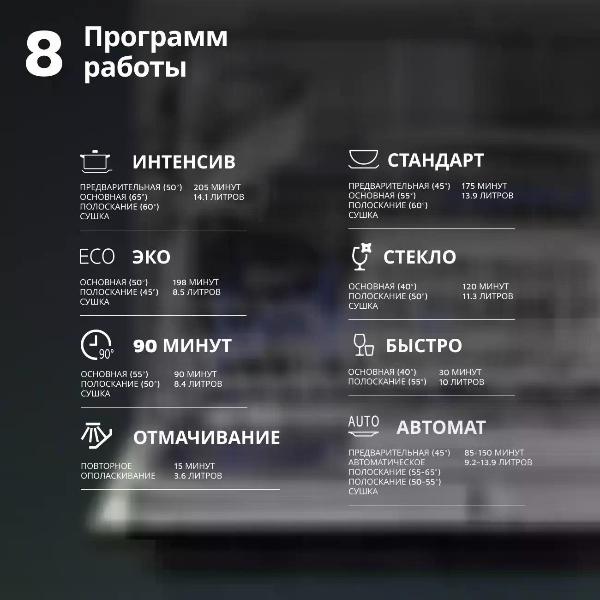 8 Программ
работы
ИНТЕНСИВ
ПРЕДВАРИТЕЛЬНАЯ (50°) 205 МИНУТ
ОСНОВНАЯ (65°) 14.1 ЛИТРОВ
ПОЛОСКАНИЕ (60°)
СУШКА
ECO ЭКО
ОСНОВНАЯ (50°) 198 МИНУТ
ПОЛОСКАНИЕ (45°) 8.5 ЛИТРОВ
СУШКА
90° 90 МИНУТ
ОСНОВНАЯ (55°) 90 МИНУТ
ПОЛОСКАНИЕ (50°) 8.4 ЛИТРОВ
СУШКА
ОТМАЧИВАНИЕ
ПОВТОРНОЕ 15 МИНУТ
ОПОЛАСКИВАНИЕ 3.6 ЛИТРОВ
СТАНДАРТ
ПРЕДВАРИТЕЛЬНАЯ (45°) 175 МИНУТ
ОСНОВНАЯ (55°) 13.9 ЛИТРОВ
ПОЛОСКАНИЕ (60°)
СУШКА
СТЕКЛО
ОСНОВНАЯ (40°) 120 МИНУТ
ПОЛОСКАНИЕ (50°) 11.3 ЛИТРОВ
СУШКА
БЫСТРО
ОСНОВНАЯ (40°) 30 МИНУТ
ПОЛОСКАНИЕ (55°) 10 ЛИТРОВ
AUTO АВТОМАТ
ПРЕДВАРИТЕЛЬНАЯ (45°) 85-150 МИНУТ
АВТОМАТИЧЕСКОЕ 9.2-13.9 ЛИТРОВ
ПОЛОСКАНИЕ (55-65°)
ПОЛОСКАНИЕ (50-55°)
СУШКА